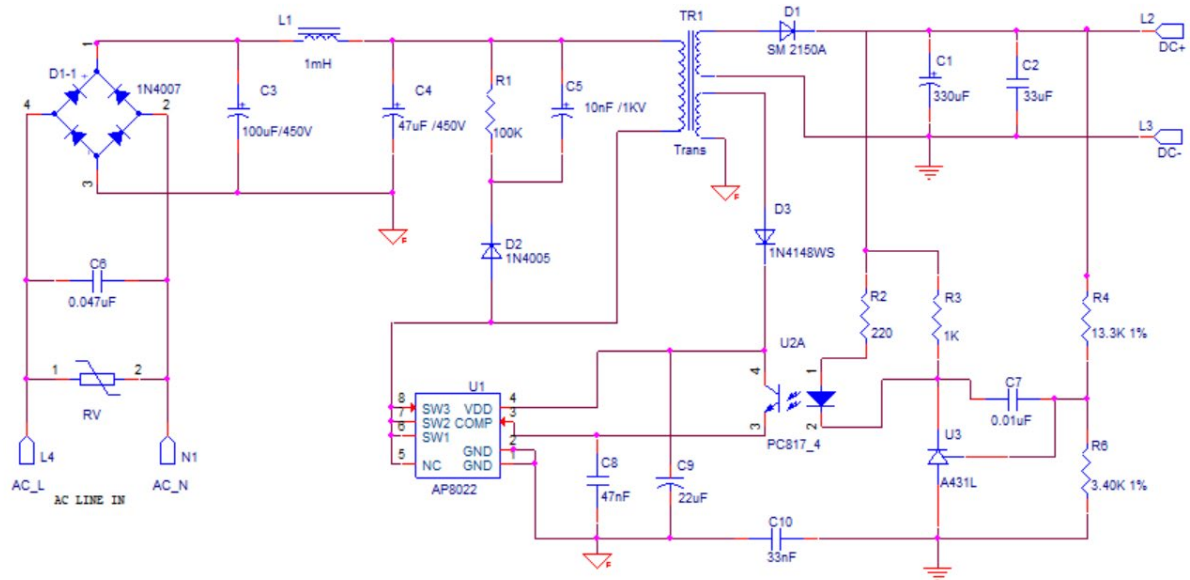 TR1
D1
L2
L1
SM 2150A
DC+
1
1mH
D1-1
+
1N4007
R1
C5
C1
C2
4
2
C3
C4
10nF /1KV
330uF
33uF
100uF/450V
47uF /450V
100K
L3
Trans
DC-
3
F
F
D3
D2
1N4005
1N4148WS
C6
0.047uF
R2
R3
R4
220
1K
13.3K 1%
U2A
1
2
4
1
C7
RV
U1
0.01uF
8
SW3
VDD
4
7
SW2
COMP
3
6
SW1
2
GND
5
NC
GND
1
3
2
PC817_4
U3
R6
L4
N1
AP8022
C8
C9
A431L
3.40K 1%
AC_L
AC_N
47nF
22uF
AC LINE IN
C10
33nF
F